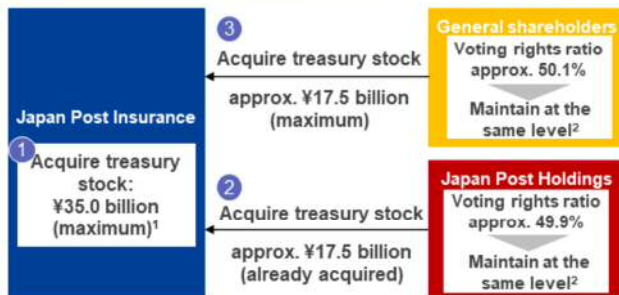 Japan Post Insurance
1
Acquire treasury
stock:
¥35.0 billion
(maximum)¹
3
Acquire treasury stock
approx. ¥17.5 billion
(maximum)
General shareholders
Voting rights ratio
approx. 50.1%
Maintain at the
same level²
2
Acquire treasury stock
approx. ¥17.5 billion
(already acquired)
Japan Post Holdings
Voting rights ratio
approx. 49.9%
Maintain at the
same level²